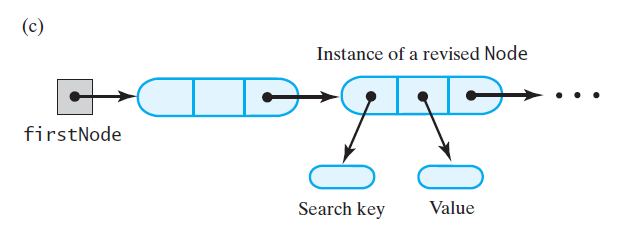 (c)
Instance of a revised Node
firstNode
Search key
Value